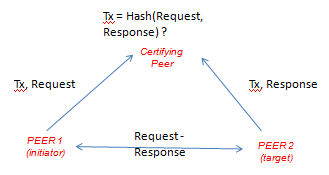 Tx = Hash(Request,
Response) ?
Certifying
Peer
Tx, Request
Tx, Response
PEER 1
(initiator)
Request -
Response
PEER 2
(target)